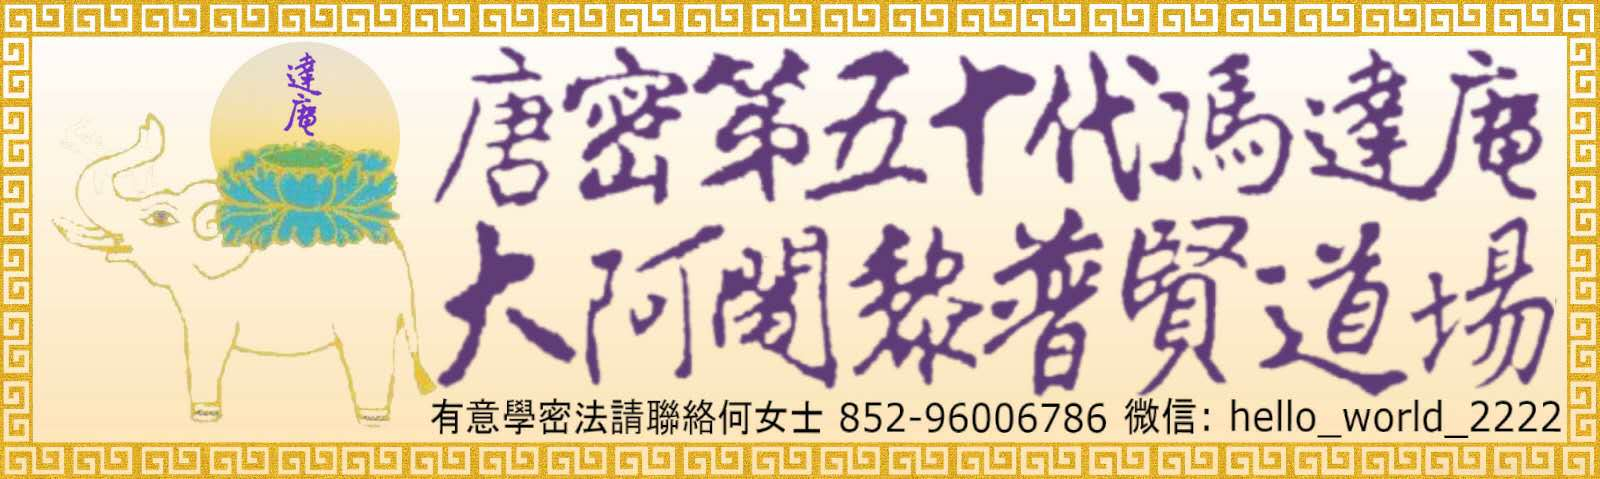 達庵
唐密第五十代馮達庵
大阿闍黎普賢道場
有意學密法請聯絡何女士 852-96006786 微信: hello_world_2222